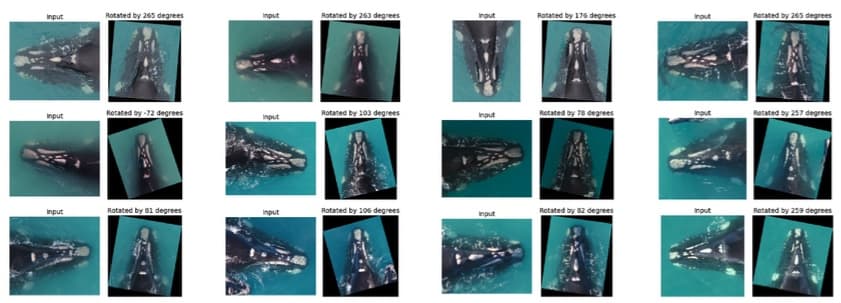 Input Rotated by 265 degrees Input Rotated by 263 degrees Input Rotated by 176 degrees Input Rotated by 265 degrees
Input Rotated by -72 degrees Input Rotated by 103 degrees Input Rotated by 78 degrees Input Rotated by 257 degrees
Input Rotated by 81 degrees Input Rotated by 106 degrees Input Rotated by 82 degrees Input Rotated by 259 degrees